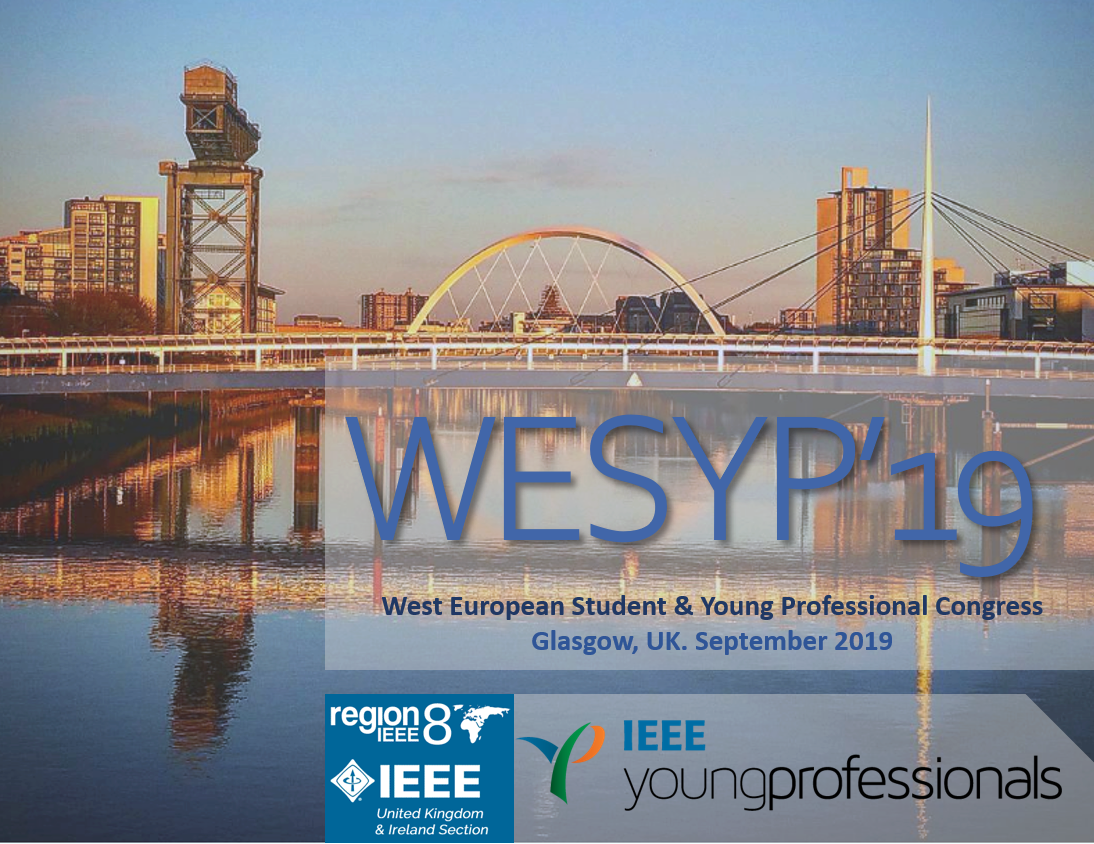 WESYP'19
West European Student & Young Professional Congress
Glasgow, UK. September 2019
region 8
IEEE
IEEE
United Kingdom
& Ireland Section
IEEE
youngprofessionals